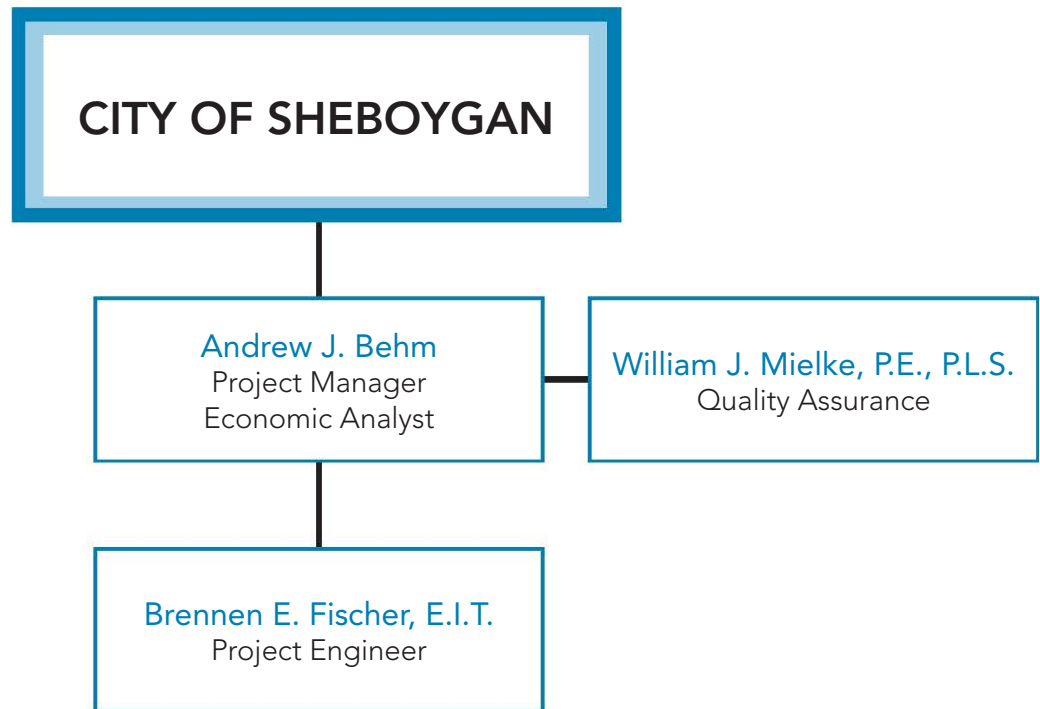 CITY OF SHEBOYGAN
Andrew J. Behm
Project Manager
Economic Analyst
William J. Mielke, P.E., P.L.S.
Quality Assurance
Brennen E. Fischer, E.I.T.
Project Engineer